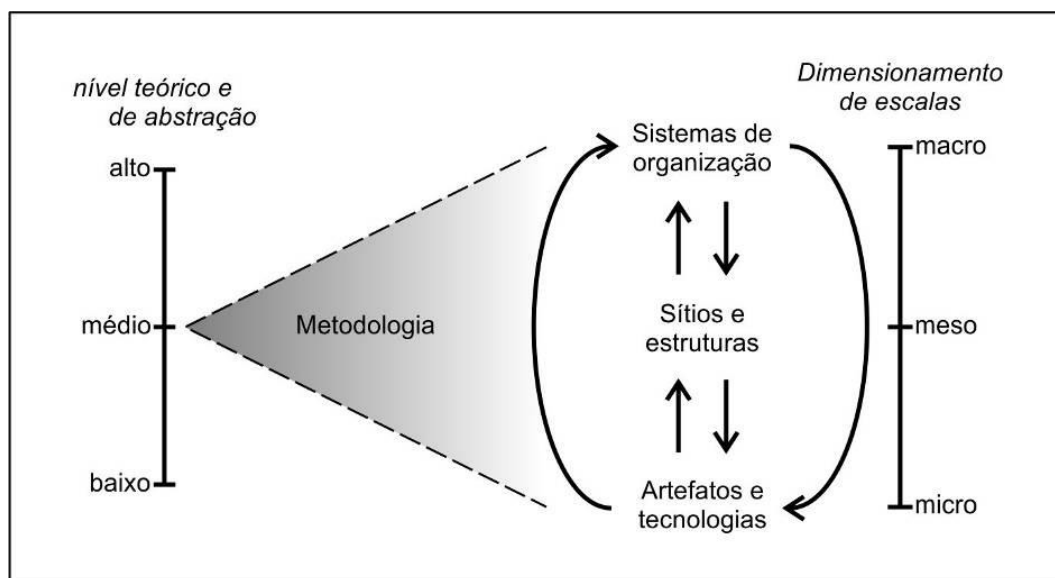 nível teórico e
de abstração
alto
médio
baixo
Metodologia
Sistemas de
organização
Sítios e
estruturas
Artefatos e
tecnologias
Dimensionamento
de escalas
macro
meso
micro